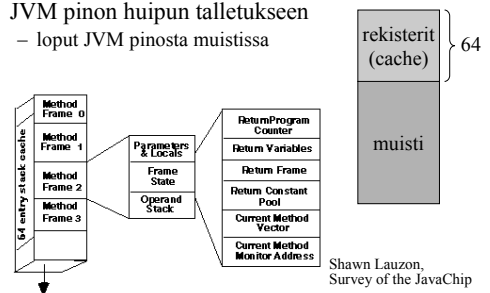 JVM pinon huipun talletukseen
– loput JVM pinosta muistissa
rekisterit
(cache)
64
muisti
64 entry stack cache
Method
Frame 0
Method
Frame 1
Method
Frame 2
Method
Frame 3
Parameters
& Locals
Frame
State
Operand
Stack
Return Program
Counter
Return Variables
Return Frame
Return Constant
Pool
Current Method
Vector
Current Method
Monitor Address
Shawn Lauzon,
Survey of the JavaChip